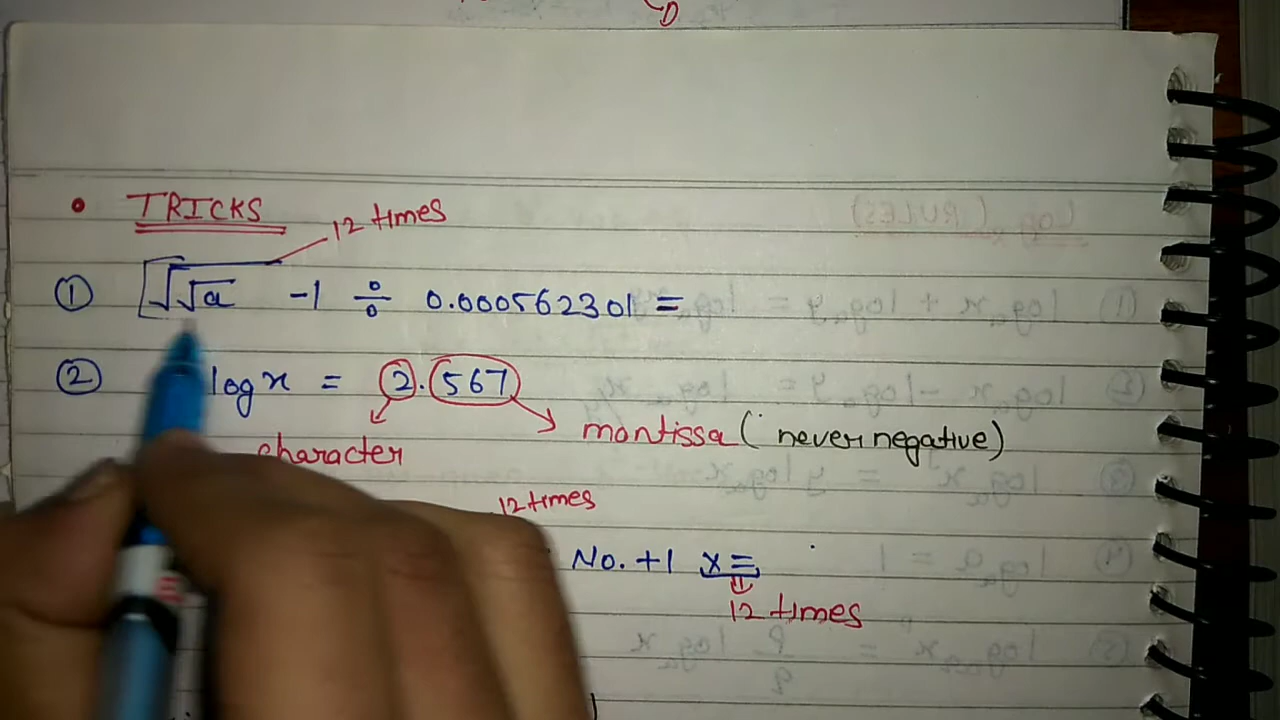 • TRICKS
12 times
① √√a -1 ÷ 0.000562301 =
② log x = 2.567
mantissa (never negative)
character
12 times
No. +1 x=
12 times